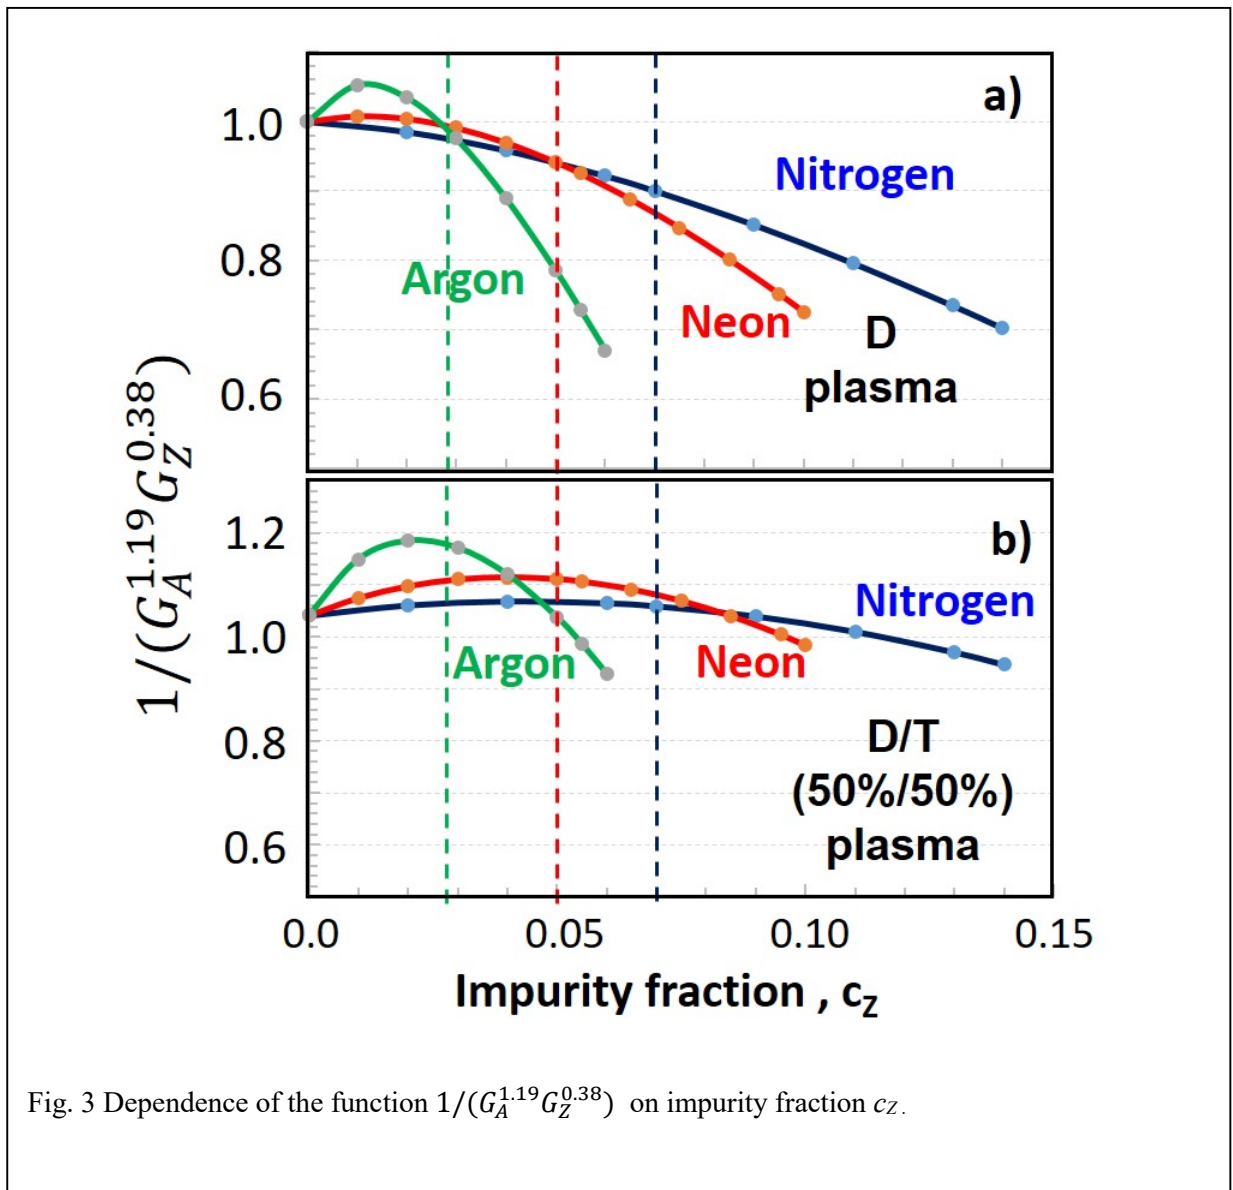 a)
1.0
Nitrogen
0.8
Argon
Neon
D
plasma
0.6
1/(G_A^{1.19}G_Z^{0.38})
1.2
b)
Nitrogen
1.0
Argon
Neon
0.8
D/T
(50%/50%)
plasma
0.6
0.0 0.05 0.10 0.15
Impurity fraction , c_Z
Fig. 3 Dependence of the function 1/(G_A^{1.19}G_Z^{0.38}) on impurity fraction c_Z .